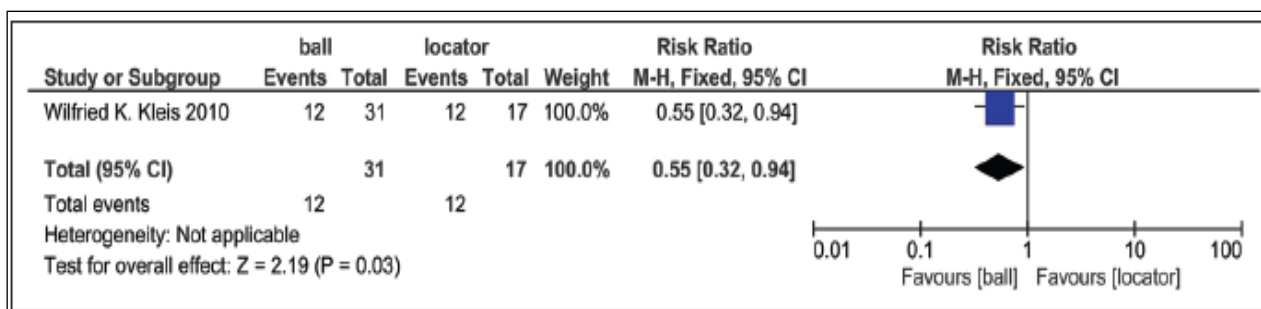 ball locator Risk Ratio Risk Ratio
Study or Subgroup Events Total Events Total Weight M-H, Fixed, 95% CI M-H, Fixed, 95% CI
Wilfried K. Kleis 2010 12 31 12 17 100.0% 0.55 [0.32, 0.94]
Total (95% CI) 31 17 100.0% 0.55 [0.32, 0.94]
Total events 12 12
Heterogeneity: Not applicable
Test for overall effect: Z = 2.19 (P = 0.03)
0.01 0.1 1 10 100
Favours [ball] Favours [locator]